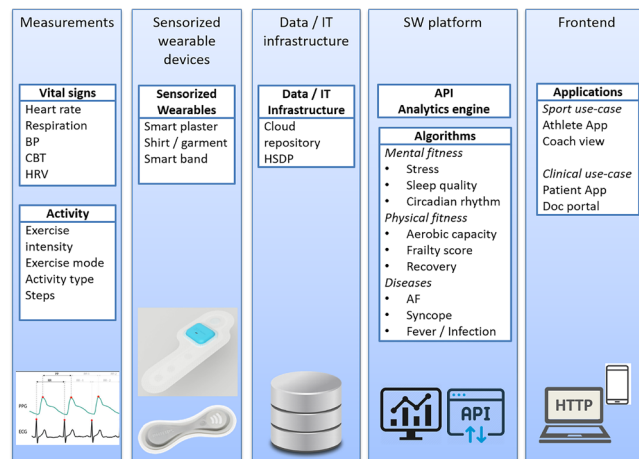 Measurements
Vital signs
Heart rate
Respiration
BP
CBT
HRV
Activity
Exercise
intensity
Exercise mode
Activity type
Steps
PPG
ECG
Sensorized
wearable
devices
Sensorized
Wearables
Smart plaster
Shirt / garment
Smart band
Data / IT
infrastructure
Data / IT
Infrastructure
Cloud
repository
HSDP
SW platform
API
Analytics engine
Algorithms
Mental fitness
• Stress
• Sleep quality
• Circadian rhythm
Physical fitness
• Aerobic capacity
• Frailty score
• Recovery
Diseases
• AF
• Syncope
• Fever / Infection
API
Frontend
Applications
Sport use-case
Athlete App
Coach view
Clinical use-case
Patient App
Doc portal
HTTP